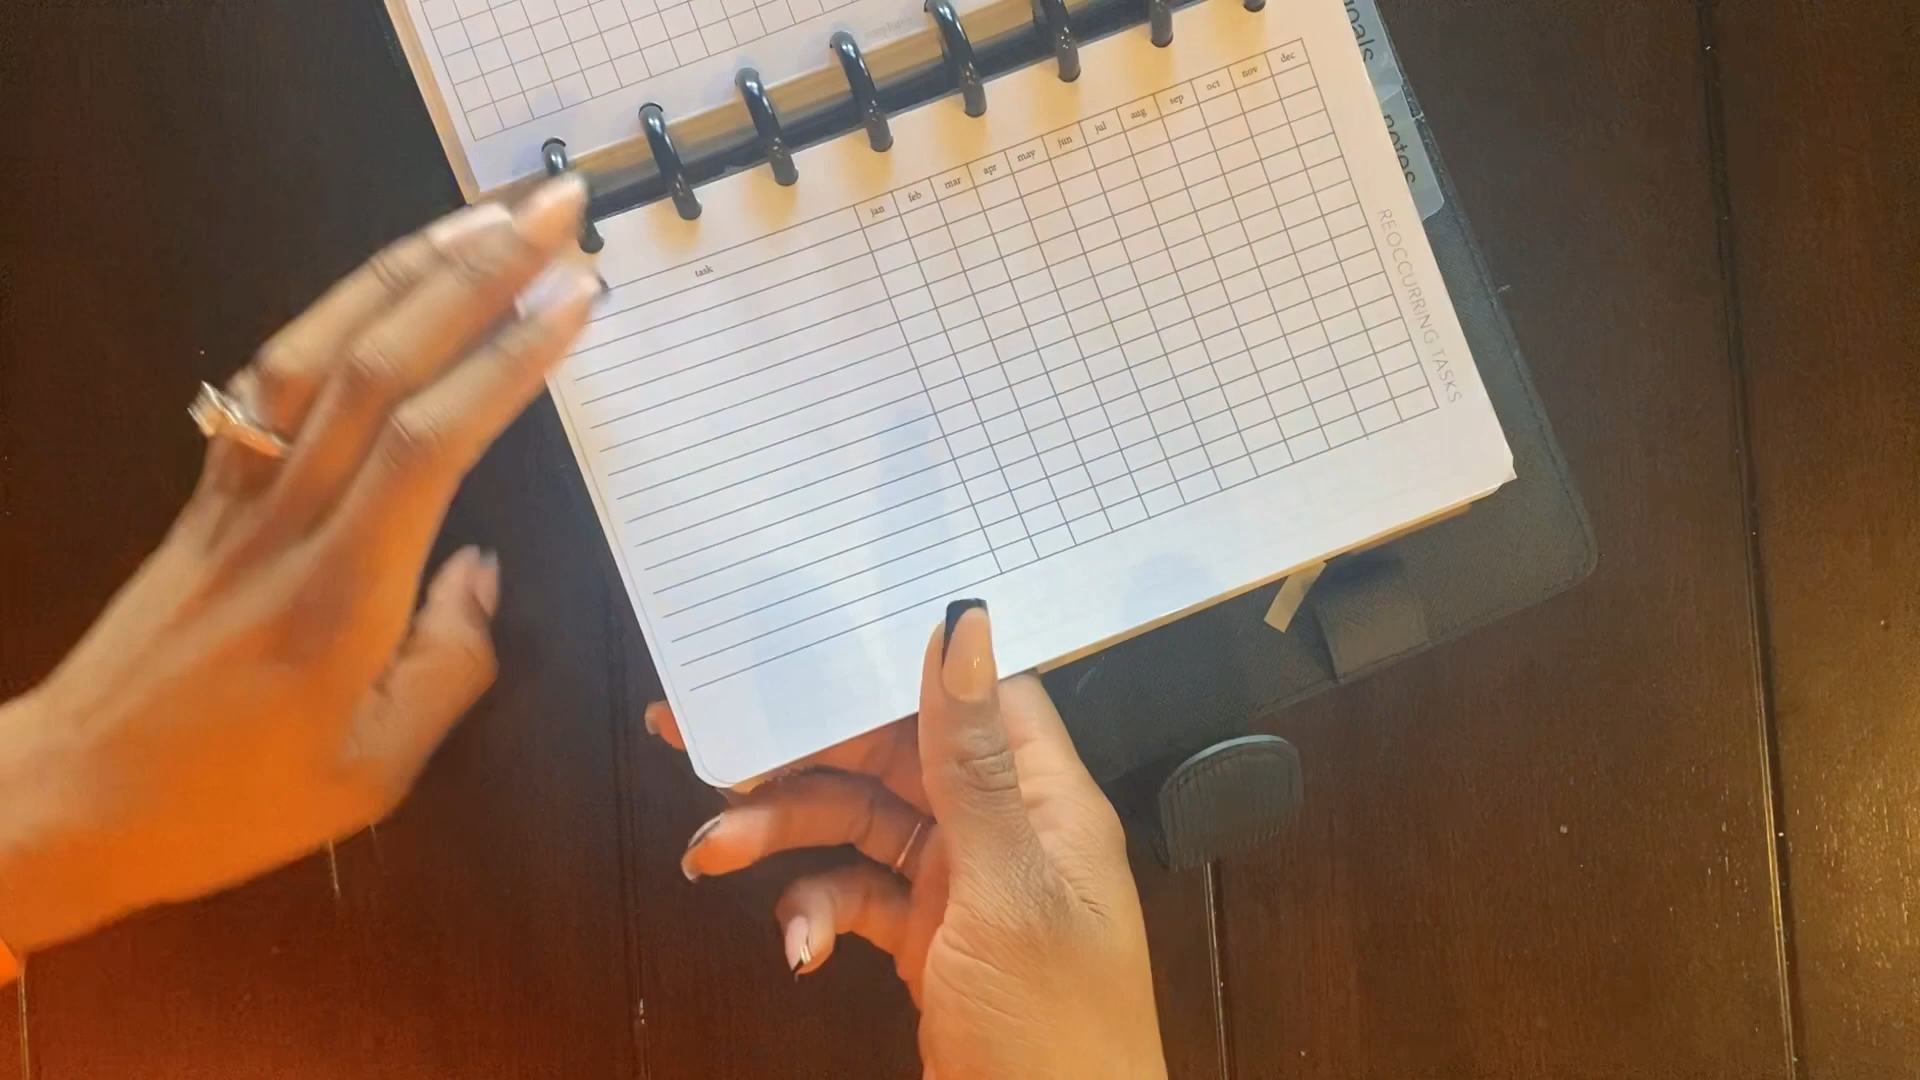 goals
notes
task
jan feb mar apr may jun jul aug sep oct nov dec
REOCCURRING TASKS